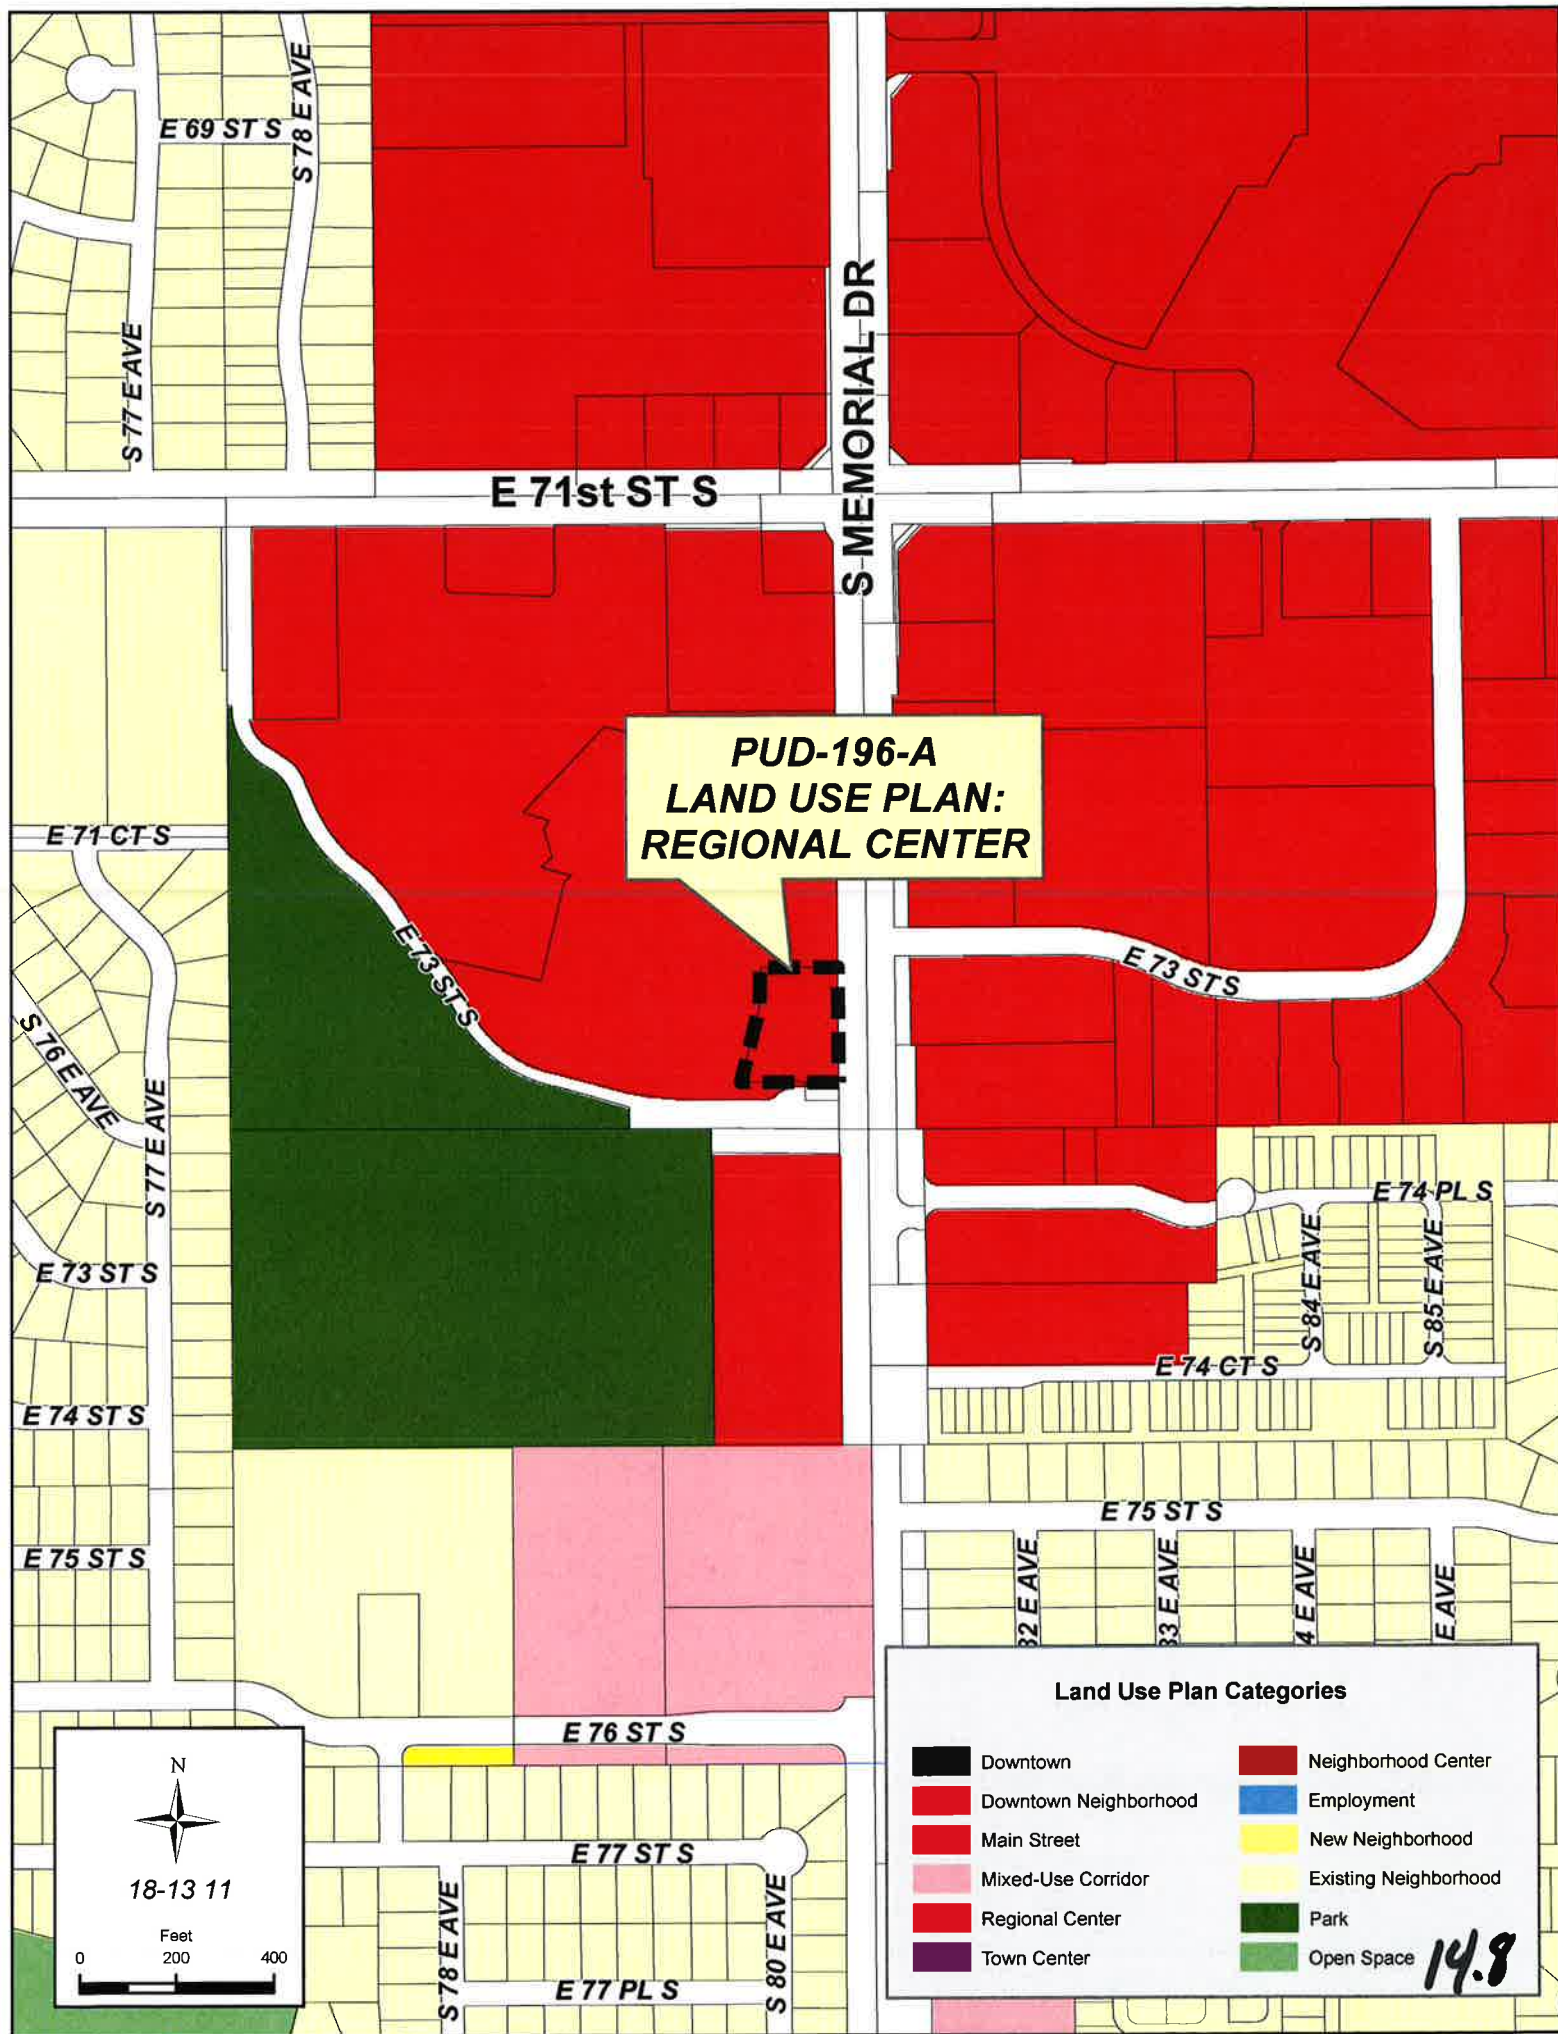 E 69 ST S
S 78 E AVE
S 77 E AVE
S MEMORIAL DR
E 71st ST S
PUD-196-A
LAND USE PLAN:
REGIONAL CENTER
E 71 CT S
E 73 ST S
E 73 ST S
S 76 E AVE
S 77 E AVE
E 74 PL S
S 84 E AVE
S 85 E AVE
E 73 ST S
E 74 CT S
E 74 ST S
E 75 ST S
E 75 ST S
32 E AVE
33 E AVE
4 E AVE
E AVE
E 76 ST S
E 77 ST S
S 78 E AVE
S 80 E AVE
E 77 PL S
N
18-13 11
Feet
0 200 400
Land Use Plan Categories
Downtown
Downtown Neighborhood
Main Street
Mixed-Use Corridor
Regional Center
Town Center
Neighborhood Center
Employment
New Neighborhood
Existing Neighborhood
Park
Open Space
14.8